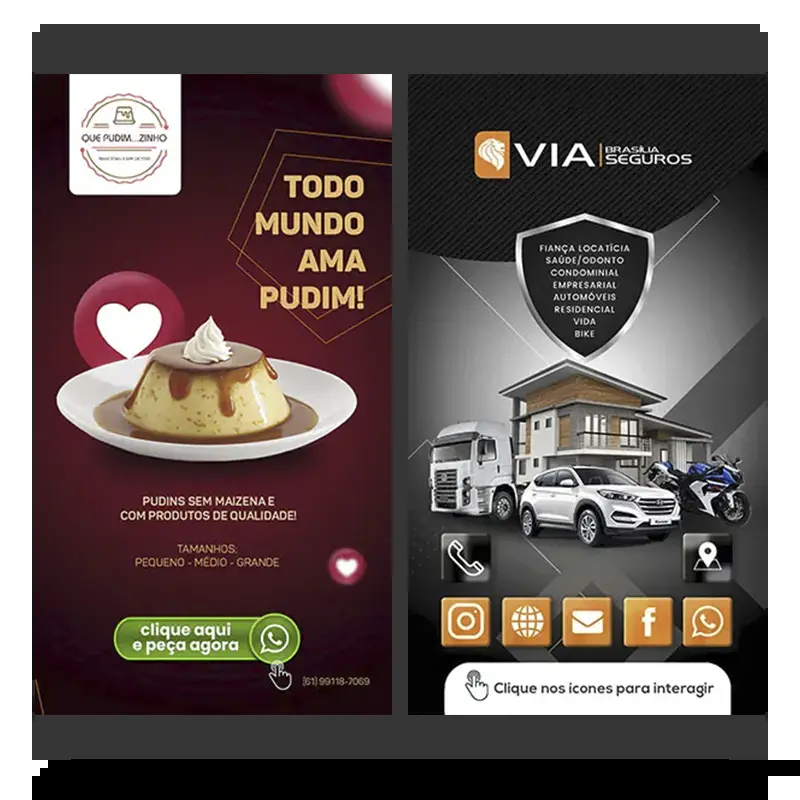 QUE PUDIM...ZINHO
TODO
MUNDO
AMA
PUDIM!
PUDINS SEM MAIZENA E
COM PRODUTOS DE QUALIDADE!
TAMANHOS:
PEQUENO - MÉDIO - GRANDE
clique aqui
e peça agora
(61) 99118-7069
VIA BRASÍLIA
SEGUROS
FIANÇA LOCATÍCIA
SAÚDE/ODONTO
CONDOMINIAL
EMPRESARIAL
AUTOMÓVEIS
RESIDENCIAL
VIDA
BIKE
Clique nos ícones para interagir